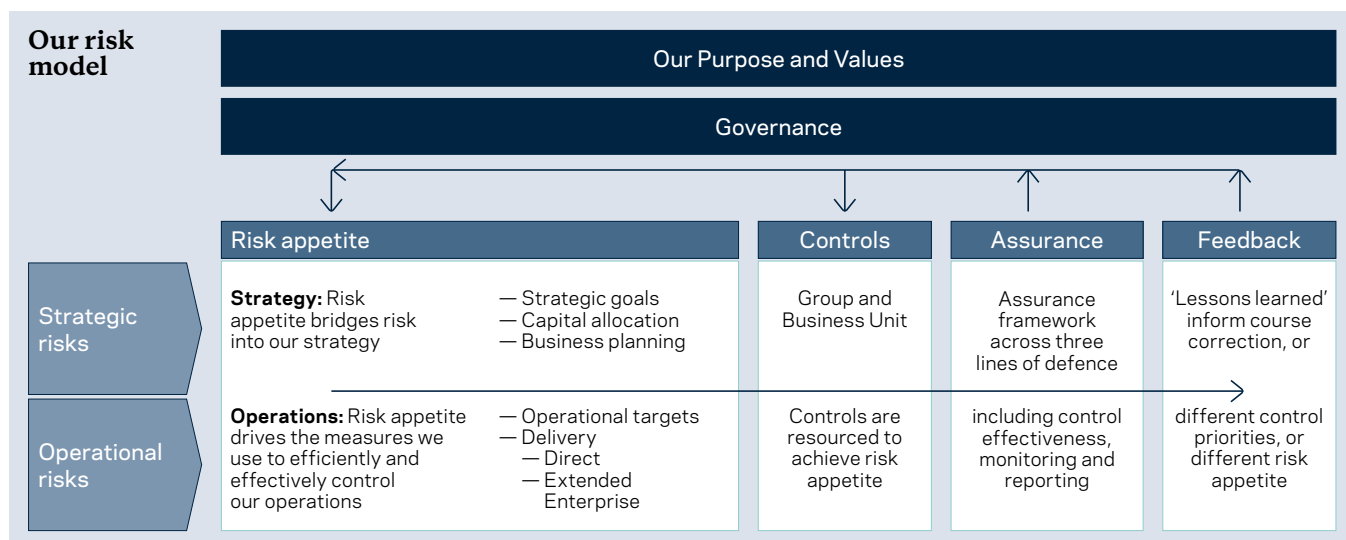 Our risk
model
Our Purpose and Values
Governance
Risk appetite
Controls
Assurance
Feedback
Strategic
risks
Strategy: Risk
appetite bridges risk
into our strategy
— Strategic goals
— Capital allocation
— Business planning
Group and
Business Unit
Assurance
framework
across three
lines of defence
‘Lessons learned’
inform course
correction, or
Operational
risks
Operations: Risk appetite
drives the measures we
use to efficiently and
effectively control
our operations
— Operational targets
— Delivery
— Direct
— Extended
Enterprise
Controls are
resourced to
achieve risk
appetite
including control
effectiveness,
monitoring and
reporting
different control
priorities, or
different risk
appetite